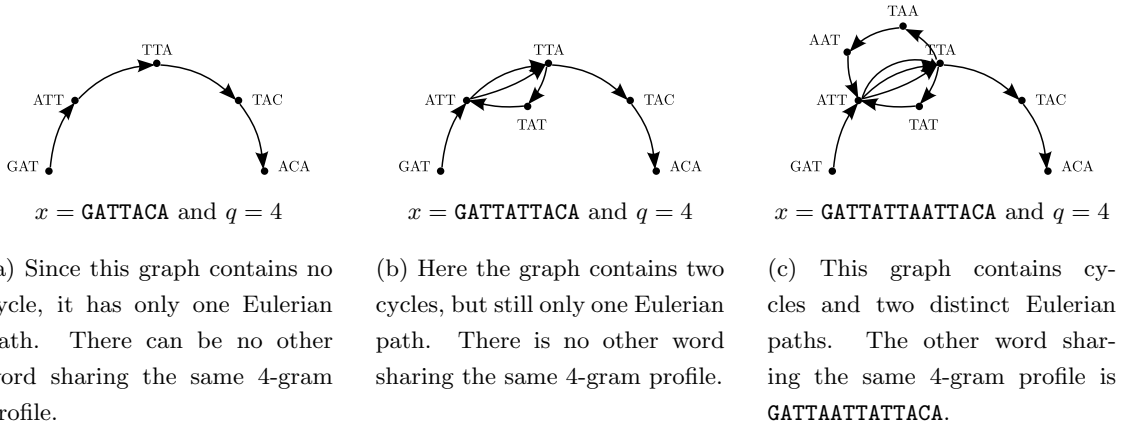 TTA
ATT
TAC
GAT
ACA
x = GATTACA and q = 4
TTA
ATT
TAC
TAT
GAT
ACA
x = GATTATTACA and q = 4
TAA
AAT
TTA
ATT
TAC
TAT
GAT
ACA
x = GATTATTAATTACA and q = 4
) Since this graph contains no
ycle, it has only one Eulerian
ath. There can be no other
word sharing the same 4-gram
rofile.
(b) Here the graph contains two
cycles, but still only one Eulerian
path. There is no other word
sharing the same 4-gram profile.
(c) This graph contains cy-
cles and two distinct Eulerian
paths. The other word shar-
ing the same 4-gram profile is
GATTAATTATTACA.